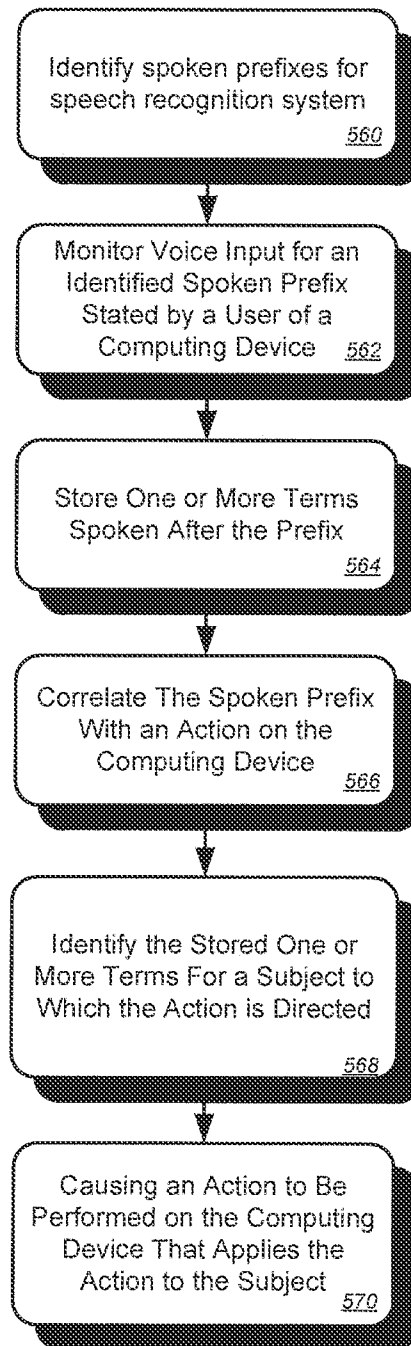 Identify spoken prefixes for
speech recognition system
560
Monitor Voice Input for an
Identified Spoken Prefix
Stated by a User of a
Computing Device
562
Store One or More Terms
Spoken After the Prefix
564
Correlate The Spoken Prefix
With an Action on the
Computing Device
566
Identify the Stored One or
More Terms For a Subject to
Which the Action is Directed
568
Causing an Action to Be
Performed on the Computing
Device That Applies the
Action to the Subject
570